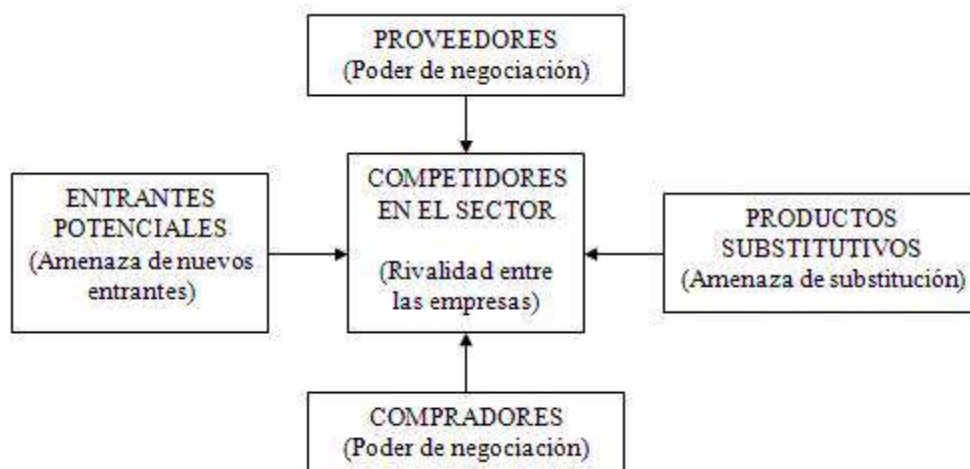 PROVEEDORES
(Poder de negociación)
ENTRANTES
POTENCIALES
(Amenaza de nuevos
entrantes)
COMPETIDORES
EN EL SECTOR
(Rivalidad entre
las empresas)
PRODUCTOS
SUBSTITUTIVOS
(Amenaza de substitución)
COMPRADORES
(Poder de negociación)